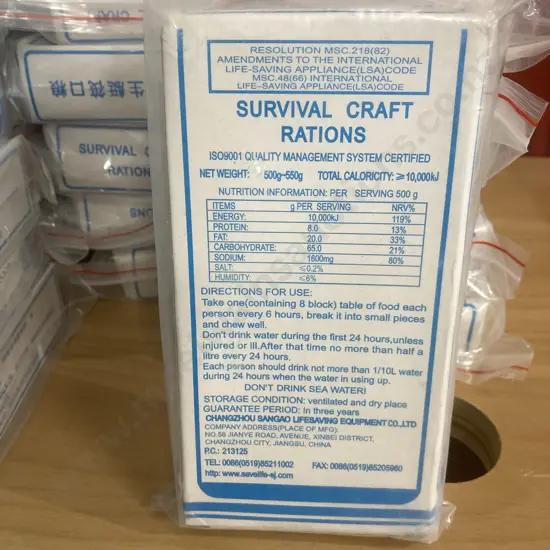 RESOLUTION MSC.218(82)
AMENDMENTS TO THE INTERNATIONAL
LIFE-SAVING APPLIANCE(LSA)CODE
MSC.48(66) INTERNATIONAL
LIFE-SAVING APPLIANCE(LSA)CODE
SURVIVAL CRAFT
RATIONS
ISO9001 QUALITY MANAGEMENT SYSTEM CERTIFIED
NET WEIGHT: 500g~550g TOTAL CALORICITY: ≥10,000kJ
NUTRITION INFORMATION: PER SERVING 500 g
ITEMS g PER SERVING NRV%
ENERGY: 10,000kJ 119%
PROTEIN: 8.0 13%
FAT: 20.0 33%
CARBOHYDRATE: 65.0 21%
SODIUM: 1600mg 80%
SALT: ≤0.2%
HUMIDITY: ≤6%
DIRECTIONS FOR USE:
Take one(containing 8 block) table of food each
person every 6 hours, break it into small pieces
and chew well.
Don't drink water during the first 24 hours,unless
injured or Ill.After that time no more than half a
litre every 24 hours.
Each person should drink not more than 1/10L water
during 24 hours when the water in using up.
DON'T DRINK SEA WATER!
STORAGE CONDITION: ventilated and dry place
GUARANTEE PERIOD: In three years
CHANGZHOU SANGAO LIFESAVING EQUIPMENT CO.,LTD
COMPANY ADDRESS(PLACE OF MFG):
NO.56 JIANYE ROAD, AVENUE, XINBEI DISTRICT,
CHANGZHOU CITY, JIANGSU, CHINA
P.C.: 213125
TEL: 0086(0519)85211002 FAX: 0086(0519)85205960
http: www.savelife-sj.com
生艇筏口粮
SURVIVAL C
RATIONS